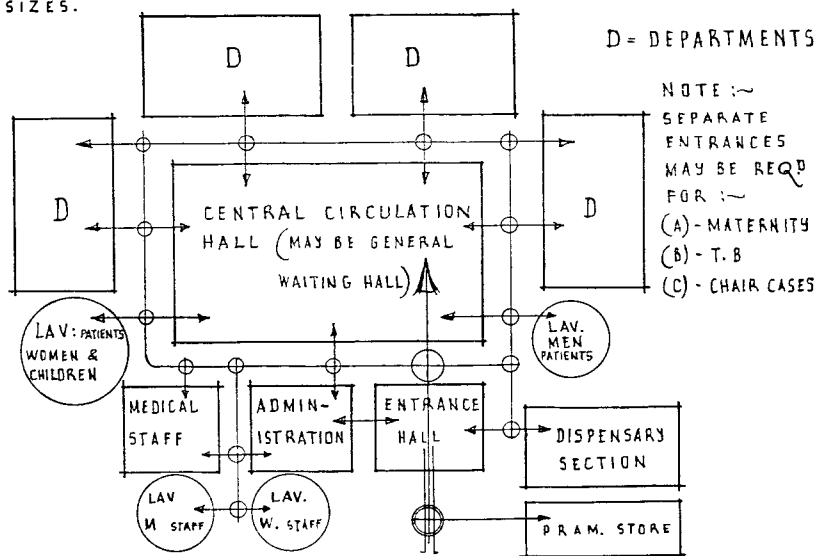 SIZES.
D = DEPARTMENTS
D
D
NOTE :~
SEPARATE
ENTRANCES
MAY BE REQD
FOR :~
(A) - MATERNITY
(B) - T.B
(C) - CHAIR CASES
D
D
CENTRAL CIRCULATION
HALL (MAY BE GENERAL
WAITING HALL)
LAV: PATIENTS
WOMEN &
CHILDREN
LAV.
MEN
PATIENTS
MEDICAL
STAFF
ADMIN-
ISTRATION
ENTRANCE
HALL
DISPENSARY
SECTION
LAV
M STAFF
LAV.
W. STAFF
PRAM. STORE